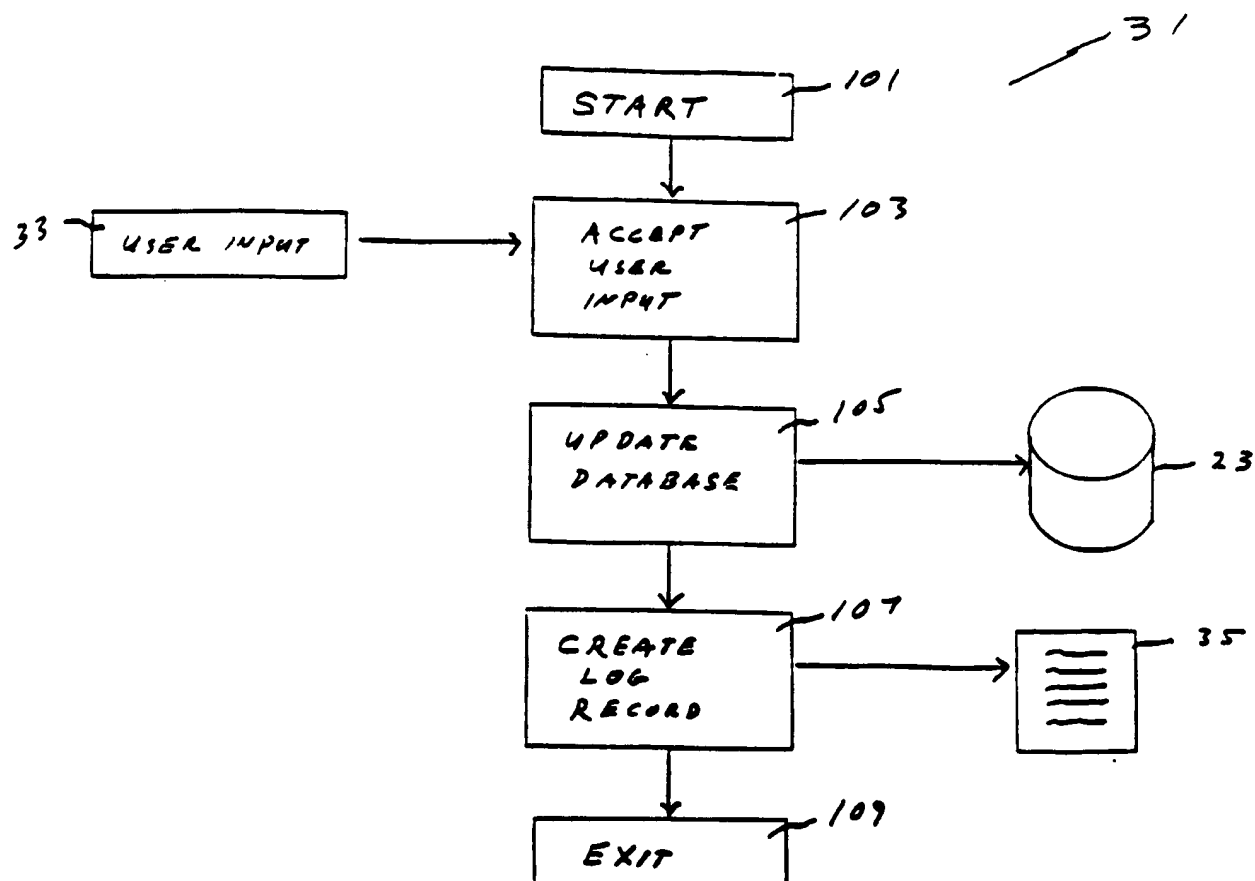 31
START
101
33
USER INPUT
ACCEPT
USER
INPUT
103
UPDATE
DATABASE
105
23
CREATE
LOG
RECORD
107
35
EXIT
109